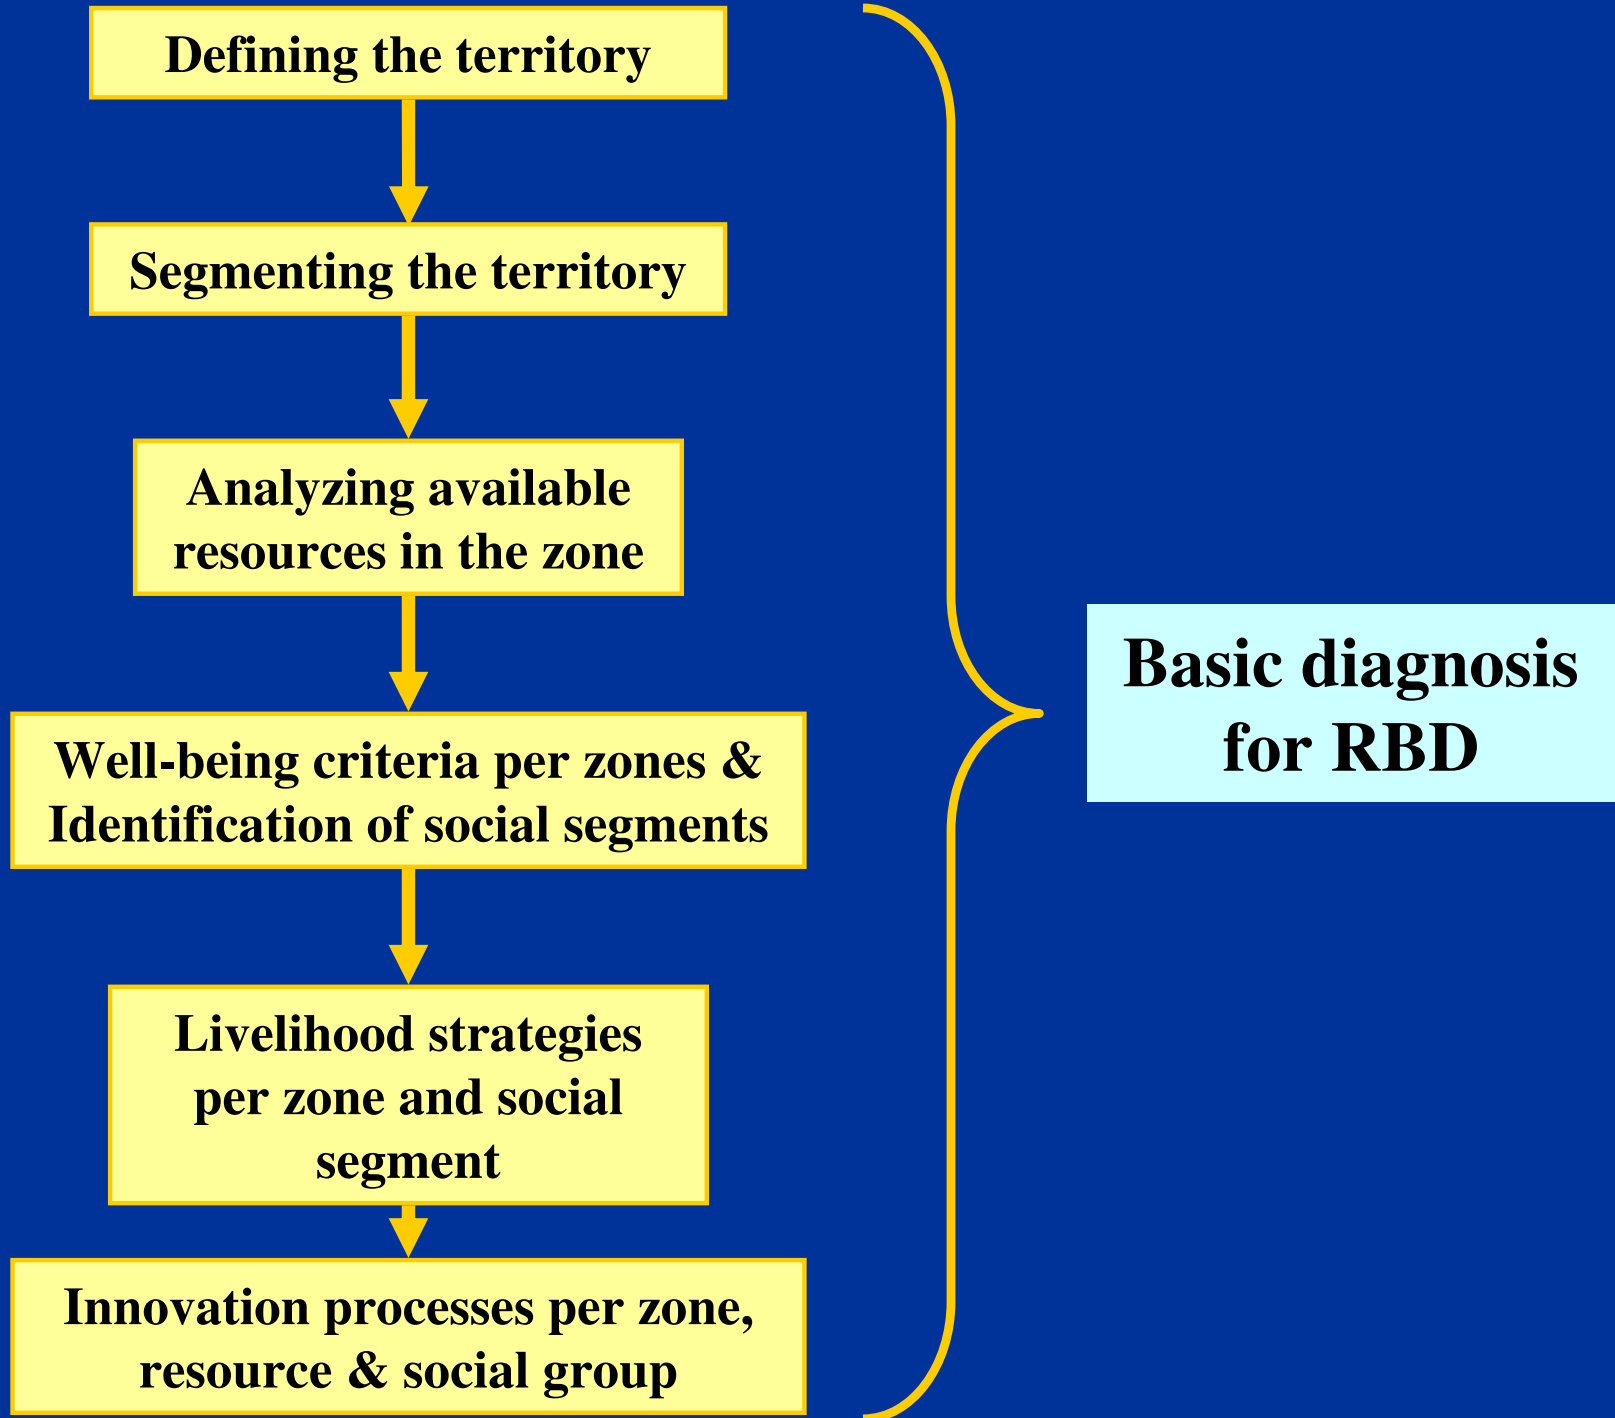 Defining the territory
Segmenting the territory
Analyzing available
resources in the zone
Well-being criteria per zones &
Identification of social segments
Livelihood strategies
per zone and social
segment
Innovation processes per zone,
resource & social group
Basic diagnosis
for RBD